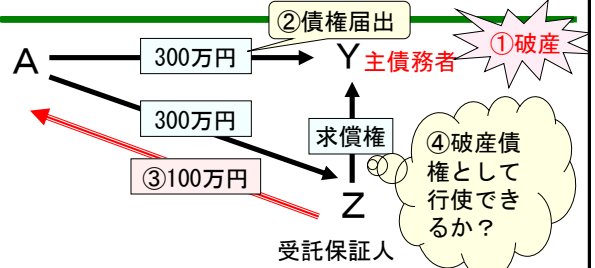 ②債権届出
①破産
A
300万円
Y
主債務者
300万円
求償権
④破産債
権として
行使でき
るか？
③100万円
Z
受託保証人